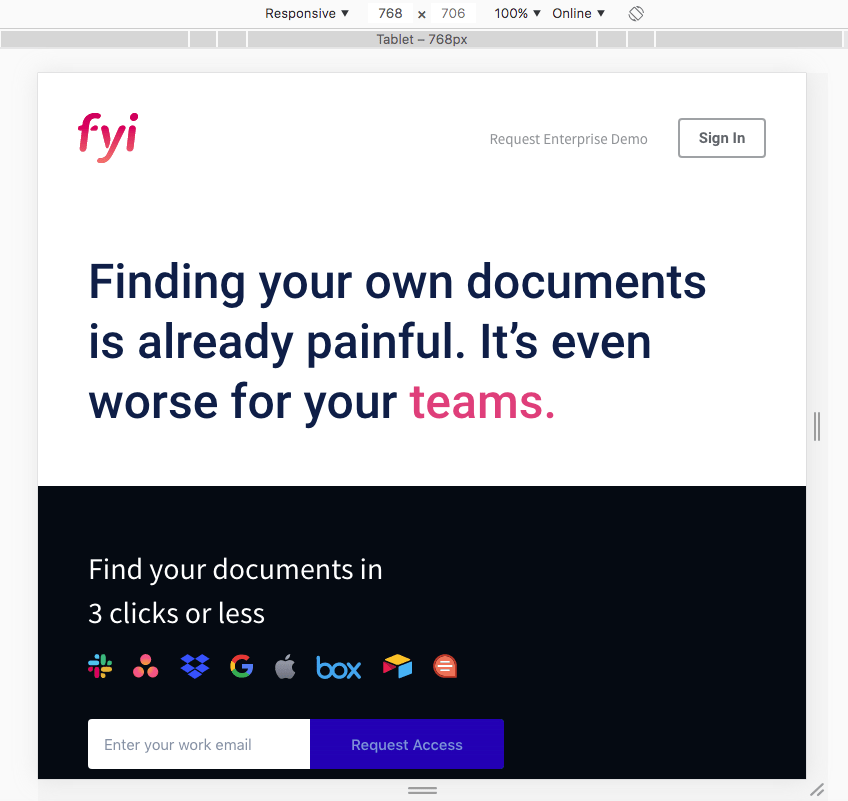 Responsive ▼ 768 × 706 100% ▼ Online ▼
Tablet – 768px
fyi
Request Enterprise Demo
Sign In
Finding your own documents
is already painful. It’s even
worse for your teams.
Find your documents in
3 clicks or less
box
Enter your work email
Request Access